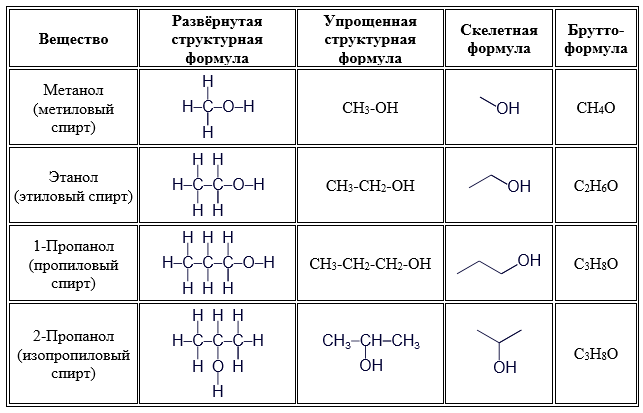 Вещество
Развёрнутая
структурная
формула
Упрощенная
структурная
формула
Скелетная
формула
Брутто-
формула
Метанол
(метиловый
спирт)
H
H–C–O–H
H
CH3-OH
OH
CH4O
Этанол
(этиловый спирт)
H H
H–C–C–O–H
H H
CH3-CH2-OH
OH
C2H6O
1-Пропанол
(пропиловый
спирт)
H H H
H–C–C–C–O–H
H H H
CH3-CH2-CH2-OH
OH
C3H8O
2-Пропанол
(изопропиловый
спирт)
H H H
H–C–C–C–H
H O H
H
CH3–CH–CH3
OH
OH
C3H8O